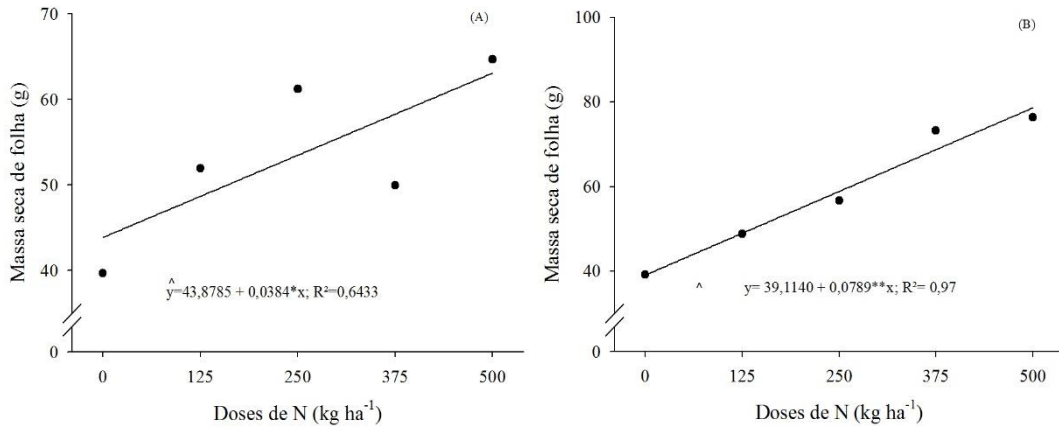 (A)
Massa seca de folha (g)
70
60
50
40
0
^
y=43,8785 + 0,0384*x; R²=0,6433
0 125 250 375 500
Doses de N (kg ha⁻¹)
(B)
Massa seca de folha (g)
100
80
60
40
0
^ y= 39,1140 + 0,0789**x; R²= 0,97
0 125 250 375 500
Doses de N (kg ha⁻¹)